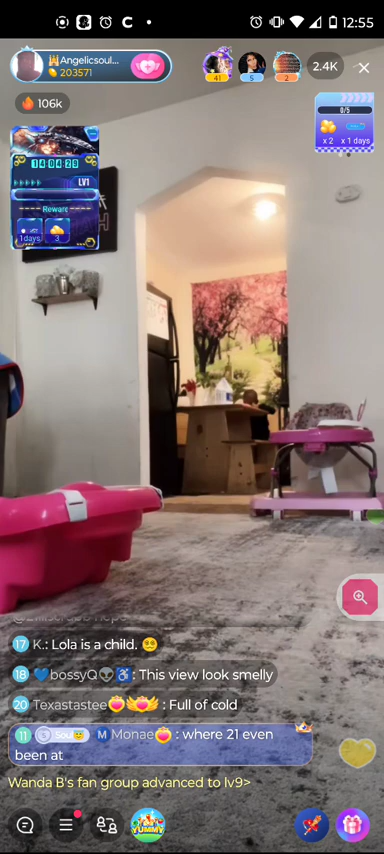 12:55
Angelicsoul...
203571
41
5
2
2.4K
106k
0/5
x 2 x 1 days
14:04:29
LV1
Reward
1days 3
17 K.: Lola is a child. 😵‍💫
18 💙bossyQ👽♿: This view look smelly
20 Texastastee : Full of cold
11 Soul😇 M Monae : where 21 even
been at
Wanda B's fan group advanced to lv9>
YUMMY